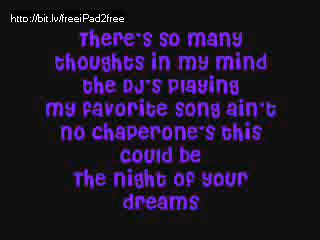 http://bit.lv/freeiPad2free
There's so many
thoughts in my mind
the DJ's playing
my favorite song ain't
no chaperone's this
could be
The night of your
dreams